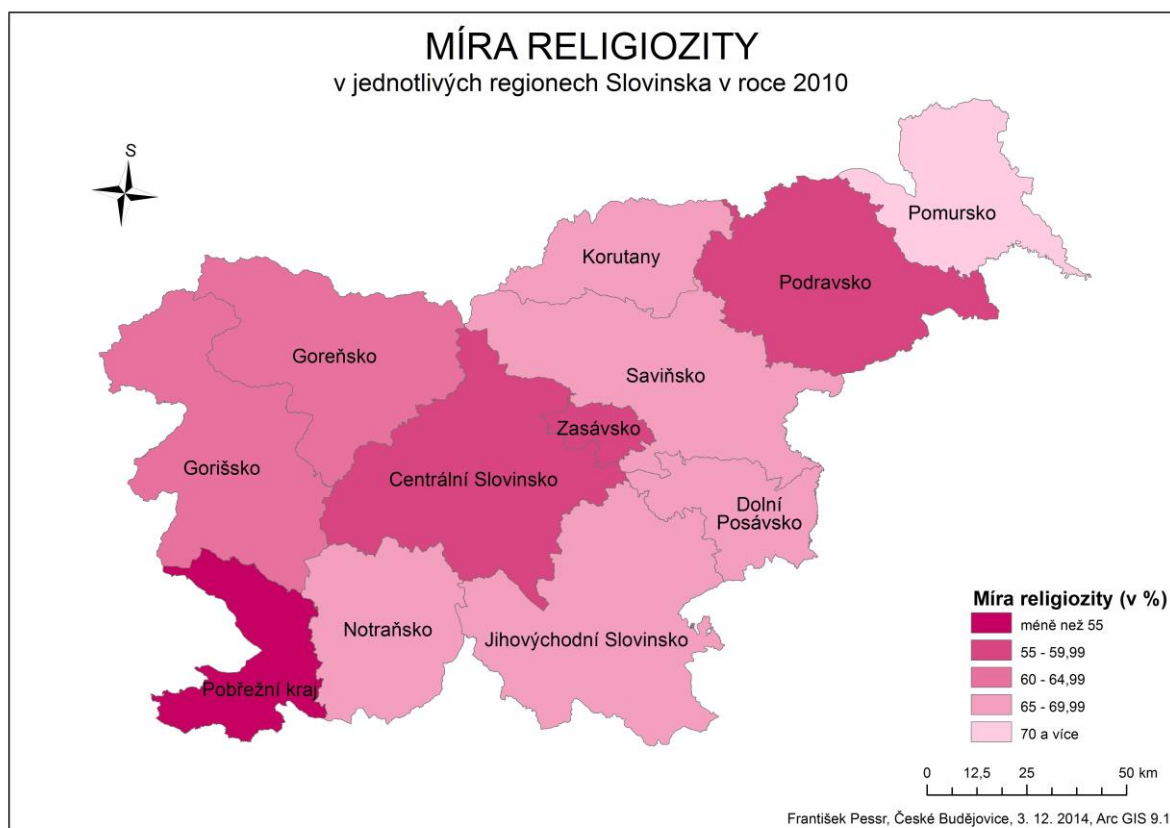 MÍRA RELIGIOZITY
v jednotlivých regionech Slovinska v roce 2010
S
Pomursko
Korutany
Podravsko
Goreňsko
Saviňsko
Zasávsko
Gorišsko
Centrální Slovinsko
Dolní
Posávsko
Notraňsko
Jihovýchodní Slovinsko
Pobřežní kraj
Míra religiozity (v %)
méně než 55
55 - 59,99
60 - 64,99
65 - 69,99
70 a více
0 12,5 25 50 km
František Pessr, České Budějovice, 3. 12. 2014, Arc GIS 9.1